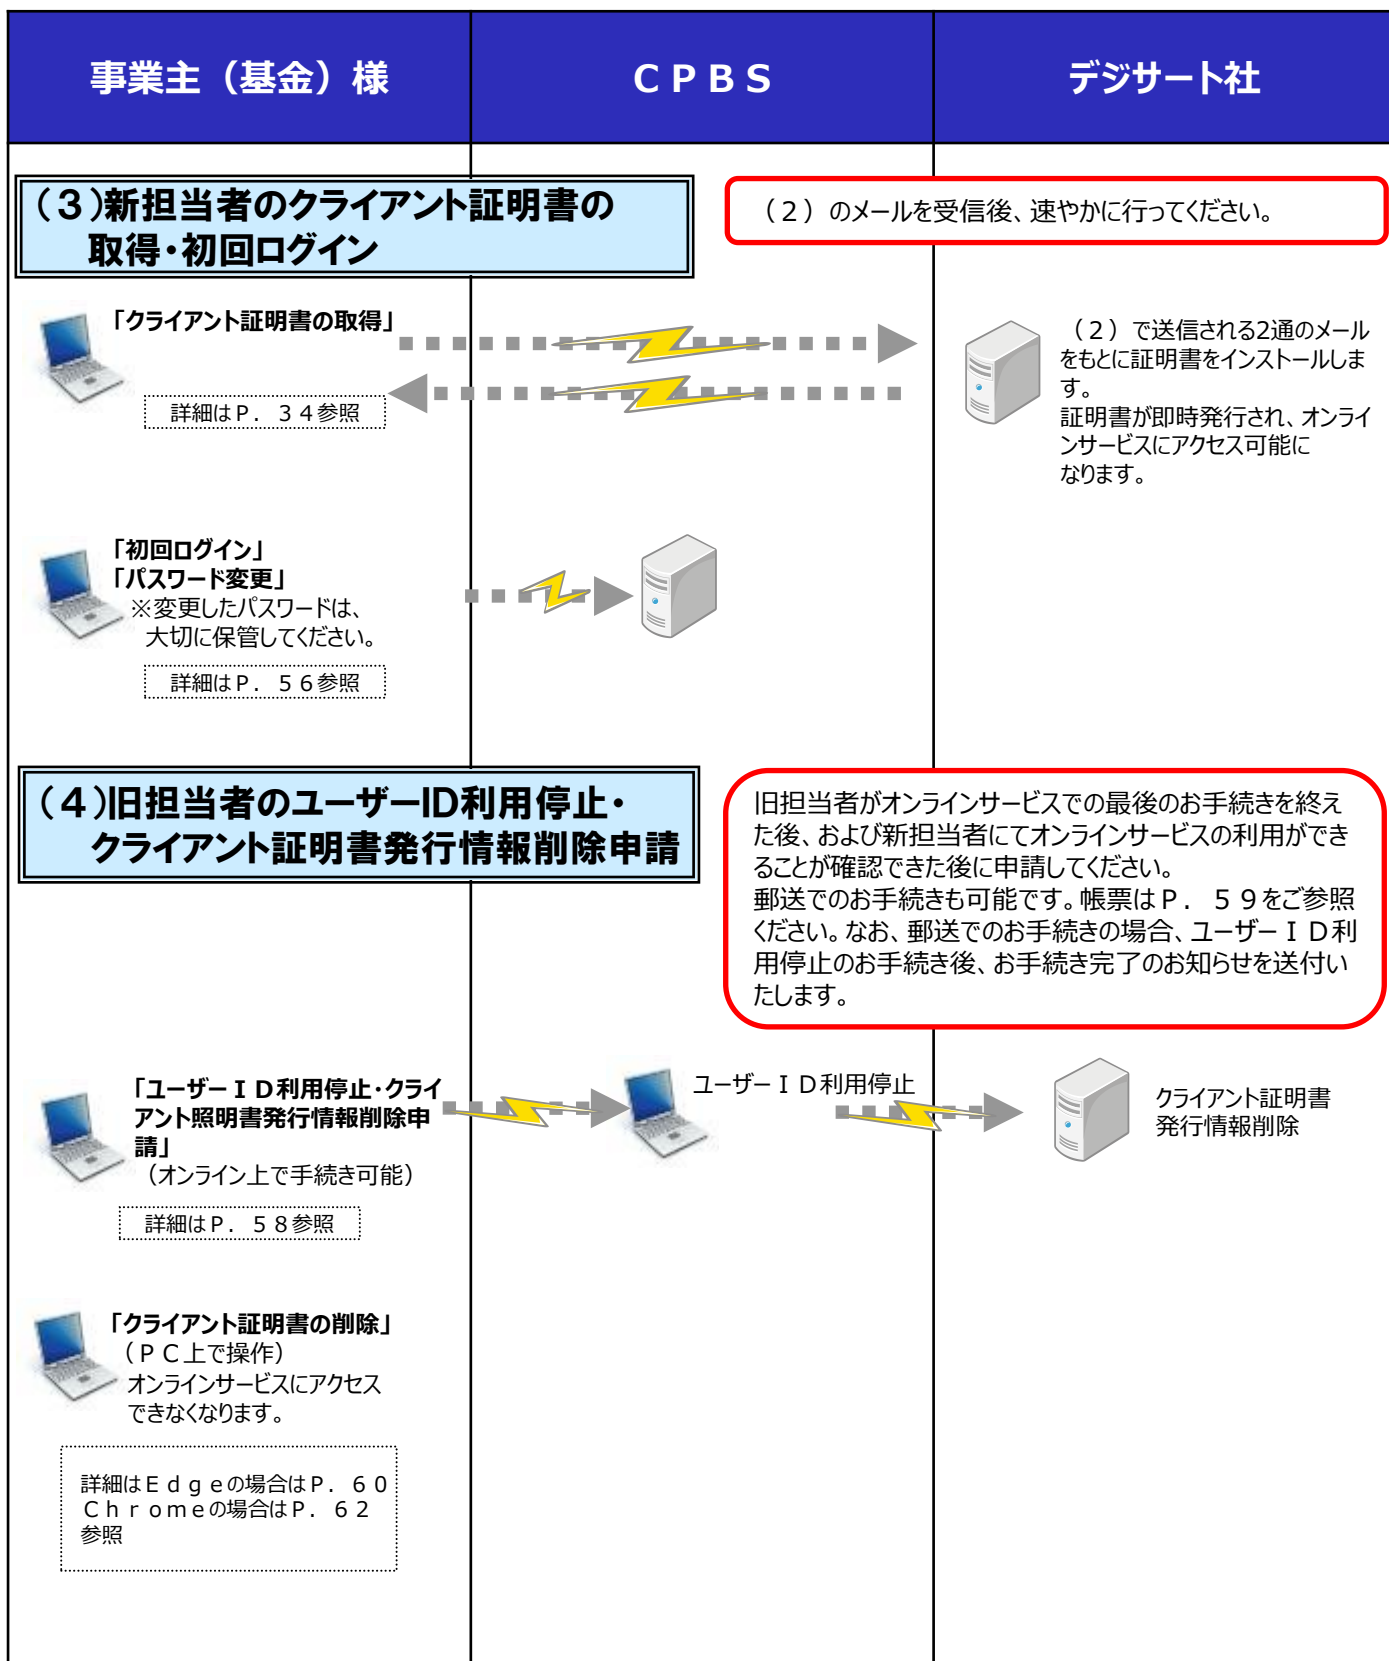 事業主（基金）様
ＣＰＢＳ
デジサート社
（３）新担当者のクライアント証明書の
取得・初回ログイン
（２）のメールを受信後、速やかに行ってください。
「クライアント証明書の取得」
詳細はＰ．３４参照
（２）で送信される2通のメール
をもとに証明書をインストールしま
す。
証明書が即時発行され、オンライ
ンサービスにアクセス可能に
なります。
「初回ログイン」
「パスワード変更」
※変更したパスワードは、
大切に保管してください。
詳細はＰ．５６参照
（４）旧担当者のユーザーID利用停止・
クライアント証明書発行情報削除申請
旧担当者がオンラインサービスでの最後のお手続きを終え
た後、および新担当者にてオンラインサービスの利用ができ
ることが確認できた後に申請してください。
郵送でのお手続きも可能です。帳票はＰ．５９をご参照
ください。なお、郵送でのお手続きの場合、ユーザーＩＤ利
用停止のお手続き後、お手続き完了のお知らせを送付い
たします。
「ユーザーＩＤ利用停止・クライ
アント照明書発行情報削除申
請」
（オンライン上で手続き可能）
詳細はＰ．５８参照
ユーザーＩＤ利用停止
クライアント証明書
発行情報削除
「クライアント証明書の削除」
（ＰＣ上で操作）
オンラインサービスにアクセス
できなくなります。
詳細はＥｄｇｅの場合はＰ．６０
Ｃｈｒｏｍｅの場合はＰ．６２
参照